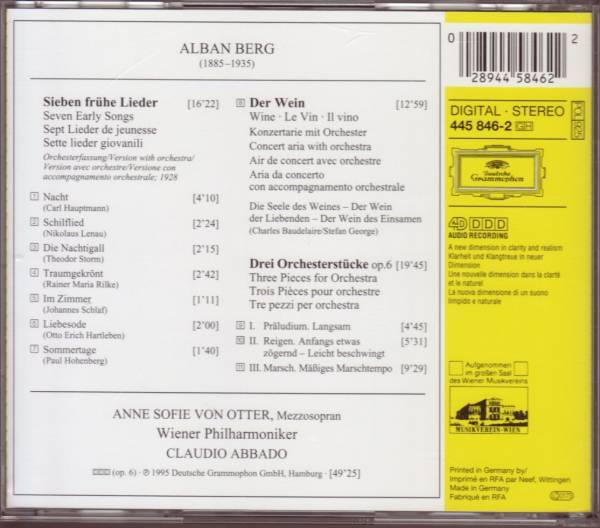 ALBAN BERG
(1885–1935)
Sieben frühe Lieder [16'22]
Seven Early Songs
Sept Lieder de jeunesse
Sette lieder giovanili
Orchesterfassung/Version with orchestra/
Version avec orchestre/Versione con
accompagnamento orchestrale; 1928
1 Nacht [4'10]
(Carl Hauptmann)
2 Schilflied [2'24]
(Nikolaus Lenau)
3 Die Nachtigall [2'15]
(Theodor Storm)
4 Traumgekrönt [2'42]
(Rainer Maria Rilke)
5 Im Zimmer [1'11]
(Johannes Schlaf)
6 Liebesode [2'00]
(Otto Erich Hartleben)
7 Sommertage [1'40]
(Paul Hohenberg)
8 Der Wein [12'59]
Wine · Le Vin · Il vino
Konzertarie mit Orchester
Concert aria with orchestra
Air de concert avec orchestre
Aria da concerto
con accompagnamento orchestrale
Die Seele des Weines – Der Wein
der Liebenden – Der Wein des Einsamen
(Charles Baudelaire/Stefan George)
Drei Orchesterstücke op.6 [19'45]
Three Pieces for Orchestra
Trois Pièces pour orchestre
Tre pezzi per orchestra
9 I. Präludium. Langsam [4'45]
10 II. Reigen. Anfangs etwas [5'31]
zögernd – Leicht beschwingt
11 III. Marsch. Mäßiges Marschtempo [9'29]
ANNE SOFIE VON OTTER, Mezzosopran
Wiener Philharmoniker
CLAUDIO ABBADO
DDD (op. 6) · ℗ 1995 Deutsche Grammophon GmbH, Hamburg · [49'25]
0 28944 58462 2
DIGITAL · STEREO
445 846-2 GH
Deutsche
Grammophon
4D DDD
AUDIO RECORDING
A new dimension in clarity and realism
Klarheit und Klangtreue in neuer
Dimension
Une nouvelle dimension dans la clarté
et le naturel
La nuova dimensione di un suono
limpido e naturale
Aufgenommen
im großen Saal
des Wiener Musikvereins
MUSIKVEREIN·WIEN
Printed in Germany by/
Imprimé en RFA par Neef, Wittingen
Made in Germany
Fabriqué en RFA